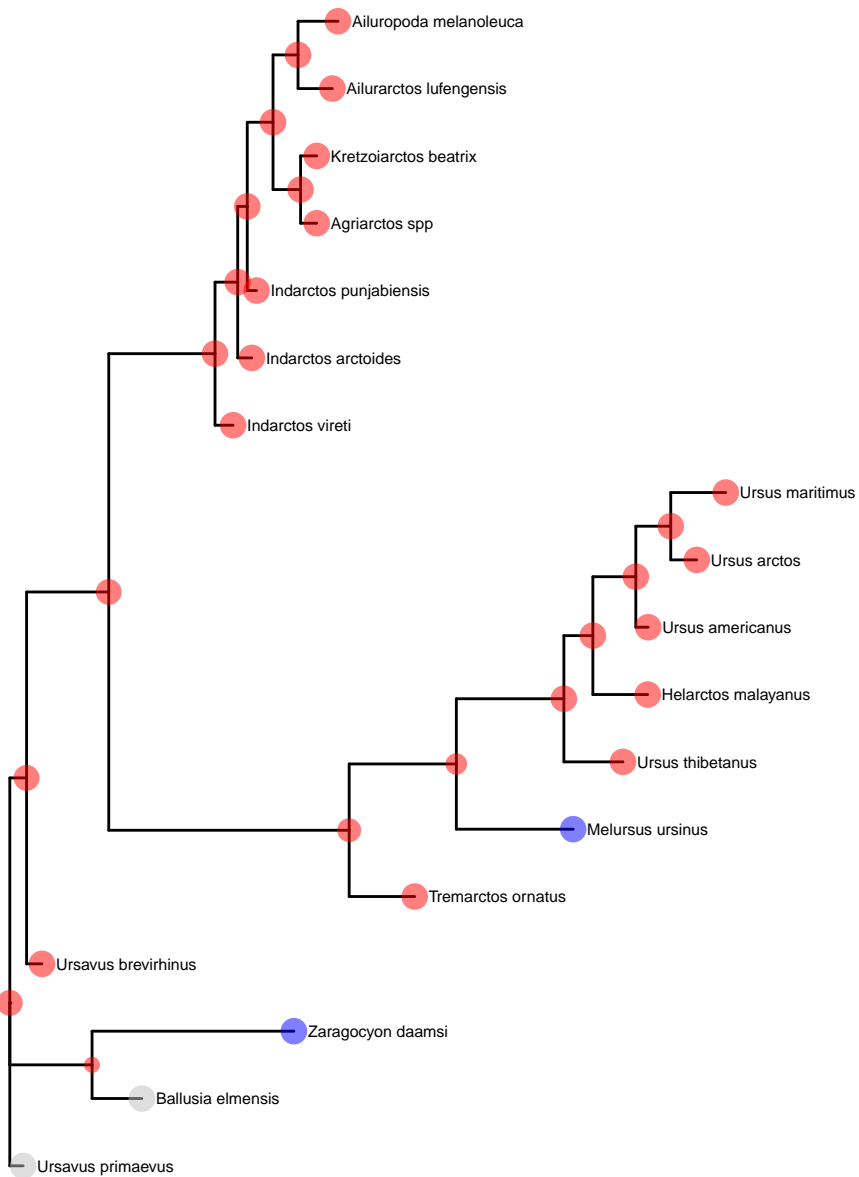 Ailuropoda melanoleuca
Ailurarctos lufengensis
Kretzoiarctos beatrix
Agriarctos spp
Indarctos punjabiensis
Indarctos arctoides
Indarctos vireti
Ursus maritimus
Ursus arctos
Ursus americanus
Helarctos malayanus
Ursus thibetanus
Melursus ursinus
Tremarctos ornatus
Ursavus brevirhinus
Zaragocyon daamsi
Ballusia elmensis
Ursavus primaevus